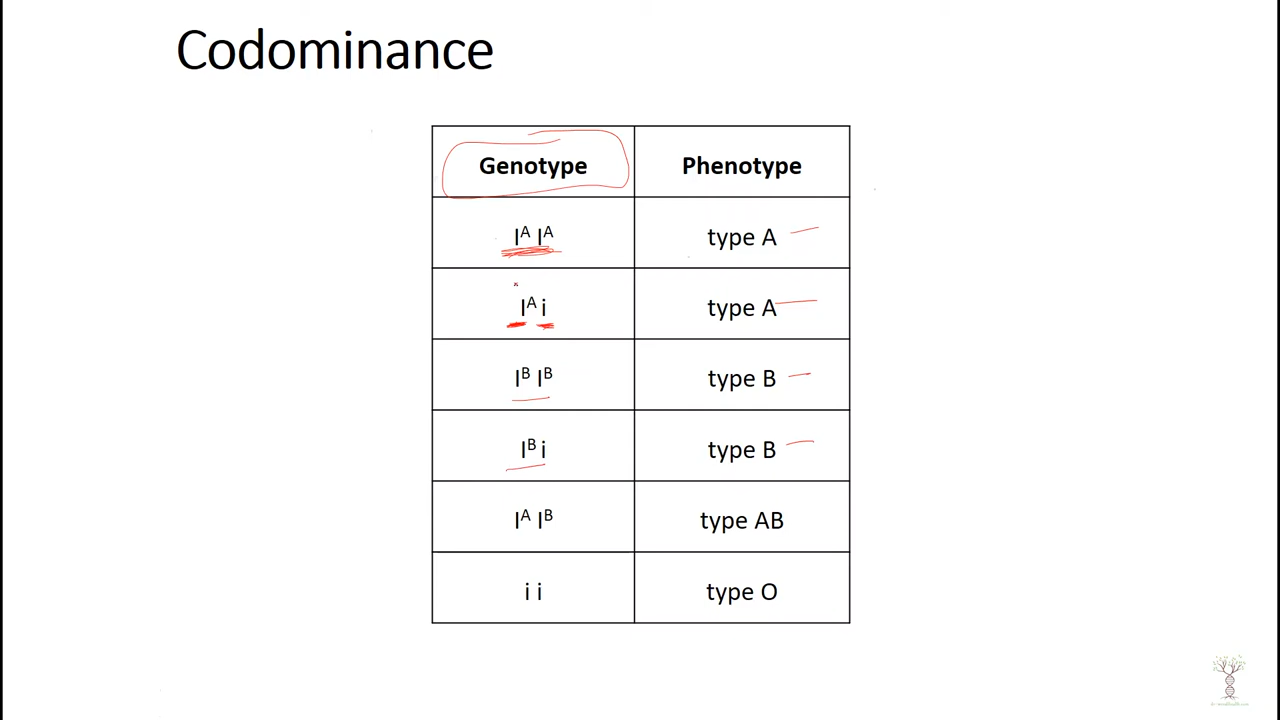 Codominance
Genotype Phenotype
Iᴬ Iᴬ type A
Iᴬ i type A
Iᴮ Iᴮ type B
Iᴮ i type B
Iᴬ Iᴮ type AB
i i type O